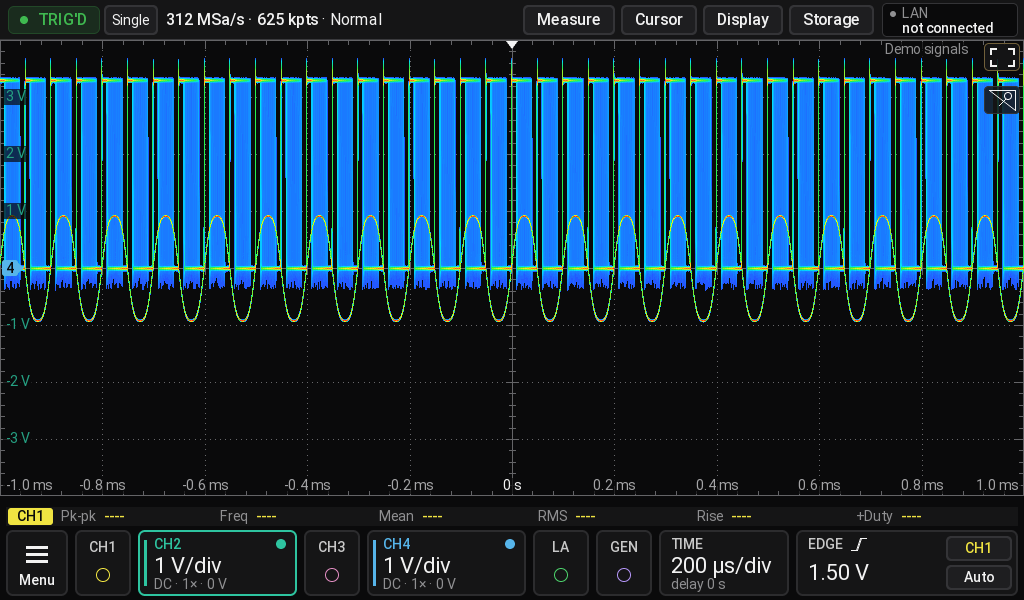 TRIG'D
Single
312 MSa/s · 625 kpts · Normal
Measure
Cursor
Display
Storage
LAN
not connected
Demo signals
3 V
2 V
1 V
4
-1 V
-2 V
-3 V
-1.0 ms
-0.8 ms
-0.6 ms
-0.4 ms
-0.2 ms
0 s
0.2 ms
0.4 ms
0.6 ms
0.8 ms
1.0 ms
CH1
Pk-pk ----
Freq ----
Mean ----
RMS ----
Rise ----
+Duty ----
Menu
CH1
CH2
1 V/div
DC · 1× · 0 V
CH3
CH4
1 V/div
DC · 1× · 0 V
LA
GEN
TIME
200 µs/div
delay 0 s
EDGE
1.50 V
CH1
Auto